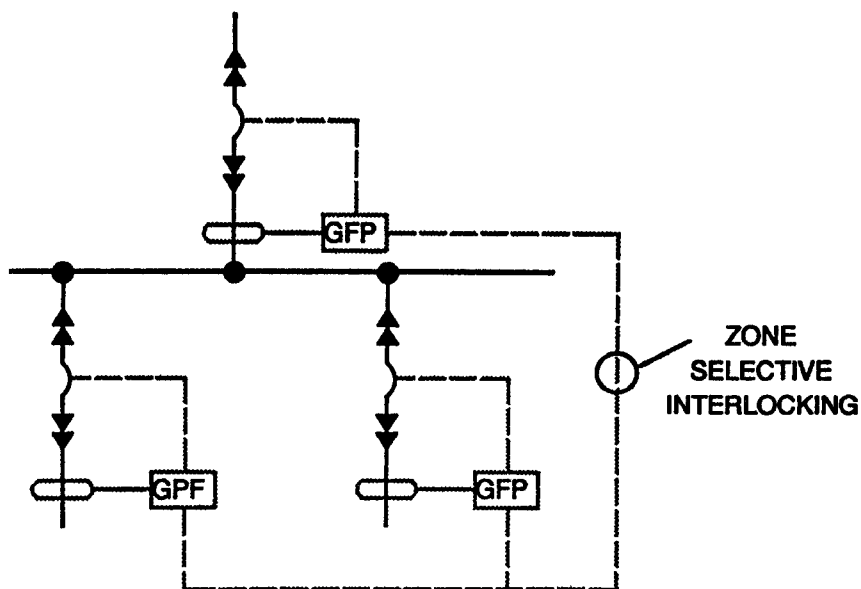 GFP
ZONE
SELECTIVE
INTERLOCKING
GPF
GFP